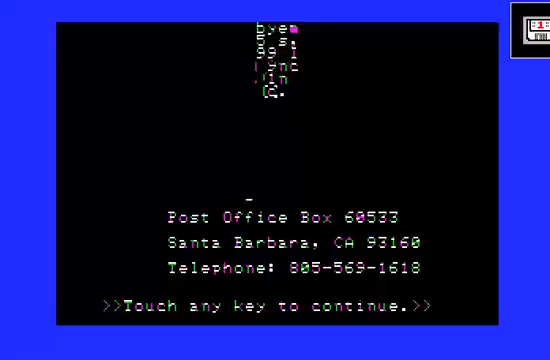 Post Office Box 60533
Santa Barbara, CA 93160
Telephone: 805-569-1618
>>Touch any key to continue.>>